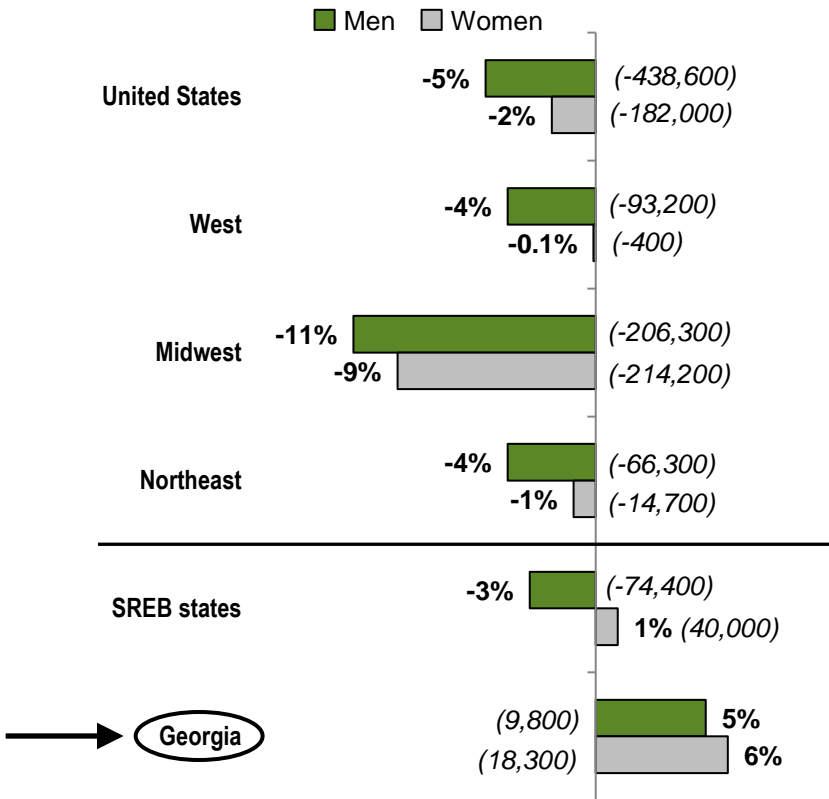 Men Women
United States
-5% (-438,600)
-2% (-182,000)
West
-4% (-93,200)
-0.1% (-400)
Midwest
-11% (-206,300)
-9% (-214,200)
Northeast
-4% (-66,300)
-1% (-14,700)
SREB states
-3% (-74,400)
1% (40,000)
Georgia
(9,800) 5%
(18,300) 6%